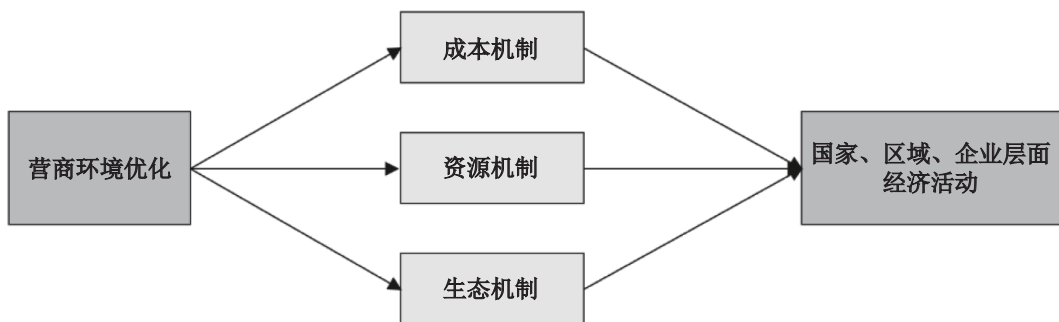 成本机制
营商环境优化
资源机制
国家、区域、企业层面
经济活动
生态机制